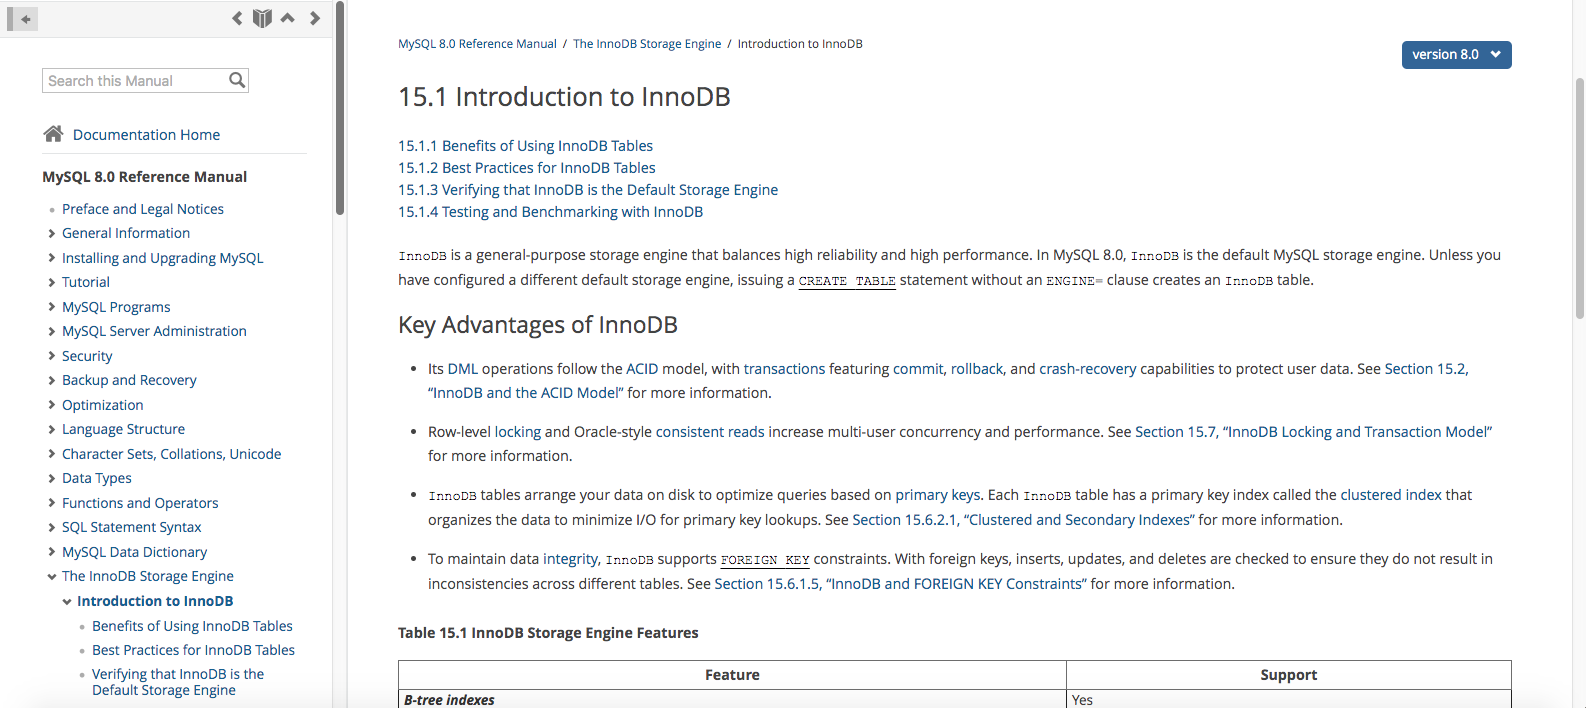 Search this Manual
Documentation Home
MySQL 8.0 Reference Manual
Preface and Legal Notices
General Information
Installing and Upgrading MySQL
Tutorial
MySQL Programs
MySQL Server Administration
Security
Backup and Recovery
Optimization
Language Structure
Character Sets, Collations, Unicode
Data Types
Functions and Operators
SQL Statement Syntax
MySQL Data Dictionary
The InnoDB Storage Engine
Introduction to InnoDB
Benefits of Using InnoDB Tables
Best Practices for InnoDB Tables
Verifying that InnoDB is the
Default Storage Engine
MySQL 8.0 Reference Manual / The InnoDB Storage Engine / Introduction to InnoDB
version 8.0
15.1 Introduction to InnoDB
15.1.1 Benefits of Using InnoDB Tables
15.1.2 Best Practices for InnoDB Tables
15.1.3 Verifying that InnoDB is the Default Storage Engine
15.1.4 Testing and Benchmarking with InnoDB
InnoDB is a general-purpose storage engine that balances high reliability and high performance. In MySQL 8.0, InnoDB is the default MySQL storage engine. Unless you
have configured a different default storage engine, issuing a CREATE TABLE statement without an ENGINE= clause creates an InnoDB table.
Key Advantages of InnoDB
Its DML operations follow the ACID model, with transactions featuring commit, rollback, and crash-recovery capabilities to protect user data. See Section 15.2,
“InnoDB and the ACID Model” for more information.
Row-level locking and Oracle-style consistent reads increase multi-user concurrency and performance. See Section 15.7, “InnoDB Locking and Transaction Model”
for more information.
InnoDB tables arrange your data on disk to optimize queries based on primary keys. Each InnoDB table has a primary key index called the clustered index that
organizes the data to minimize I/O for primary key lookups. See Section 15.6.2.1, “Clustered and Secondary Indexes” for more information.
To maintain data integrity, InnoDB supports FOREIGN KEY constraints. With foreign keys, inserts, updates, and deletes are checked to ensure they do not result in
inconsistencies across different tables. See Section 15.6.1.5, “InnoDB and FOREIGN KEY Constraints” for more information.
Table 15.1 InnoDB Storage Engine Features
Feature Support
B-tree indexes Yes